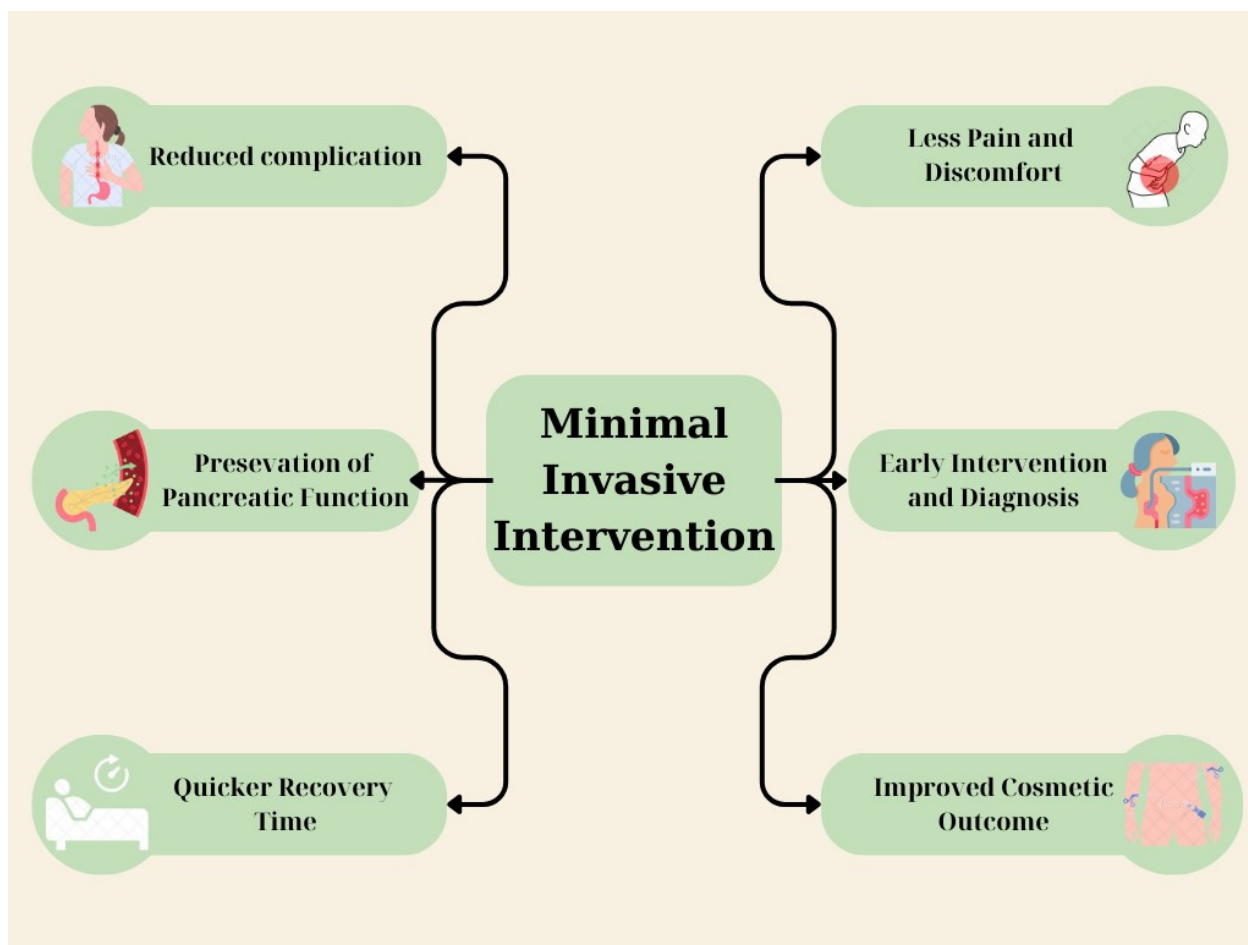 Reduced complication
Less Pain and
Discomfort
Minimal
Invasive
Intervention
Presevation of
Pancreatic Function
Early Intervention
and Diagnosis
Quicker Recovery
Time
Improved Cosmetic
Outcome